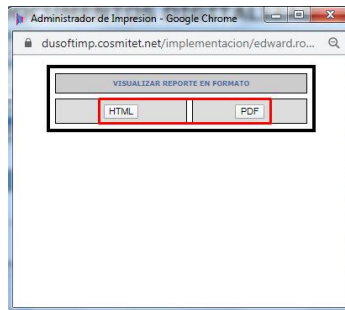 Administrador de Impresion - Google Chrome
dusoftimp.cosmitet.net/implementacion/edward.ro...
VISUALIZAR REPORTE EN FORMATO
HTML PDF